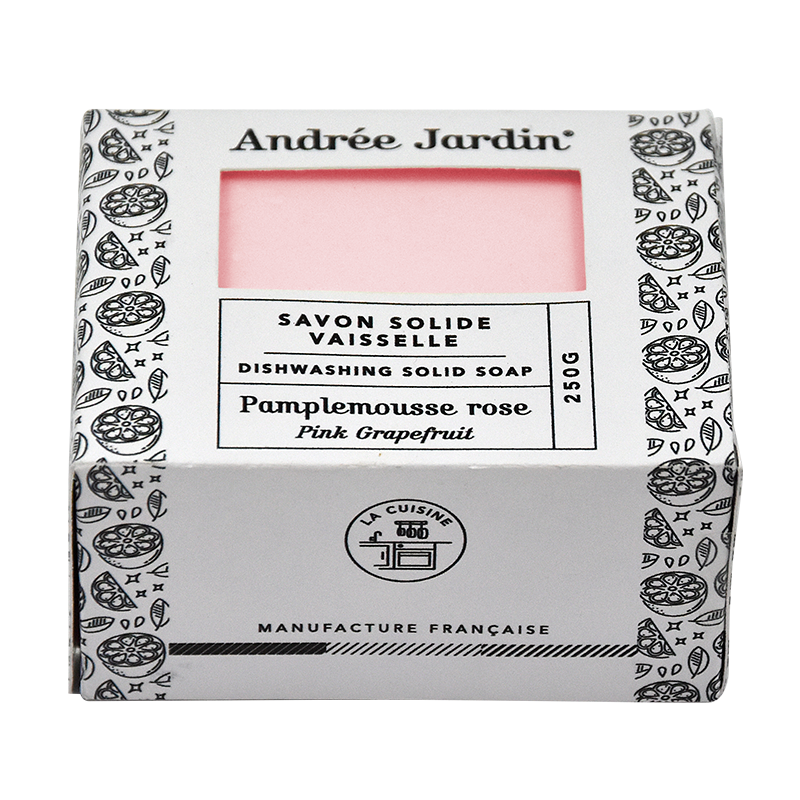 Andrée Jardin®
SAVON SOLIDE
VAISSELLE
DISHWASHING SOLID SOAP
250G
Pamplemousse rose
Pink Grapefruit
LA CUISINE
MANUFACTURE FRANÇAISE